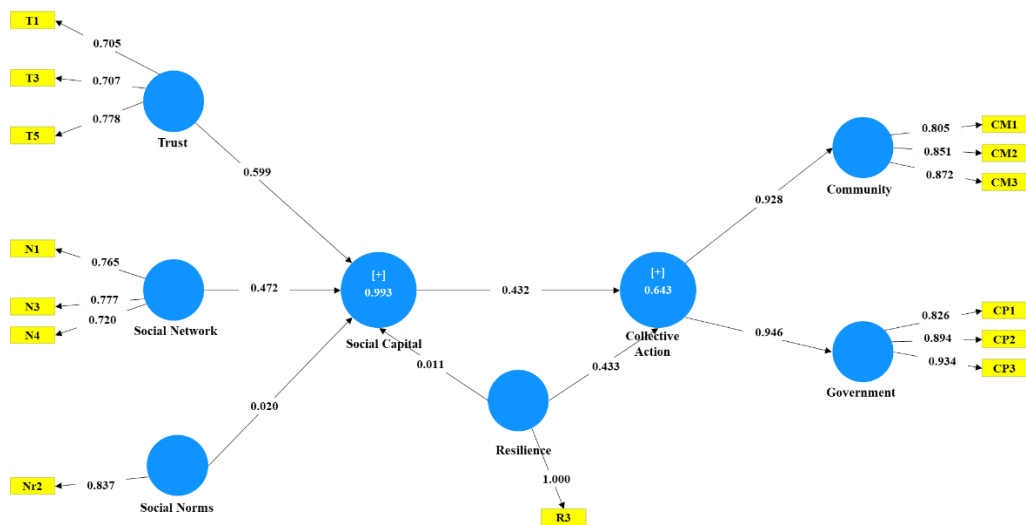 T1
0.705
T3
0.707
T5
0.778
Trust
0.599
N1
0.765
N3
0.777
N4
0.720
Social Network
0.472
Nr2
0.837
Social Norms
0.020
[+]
0.993
Social Capital
0.432
0.011
Resilience
1.000
R3
0.433
[+]
0.643
Collective
Action
0.928
Community
0.805
CM1
0.851
CM2
0.872
CM3
0.946
Government
0.826
CP1
0.894
CP2
0.934
CP3